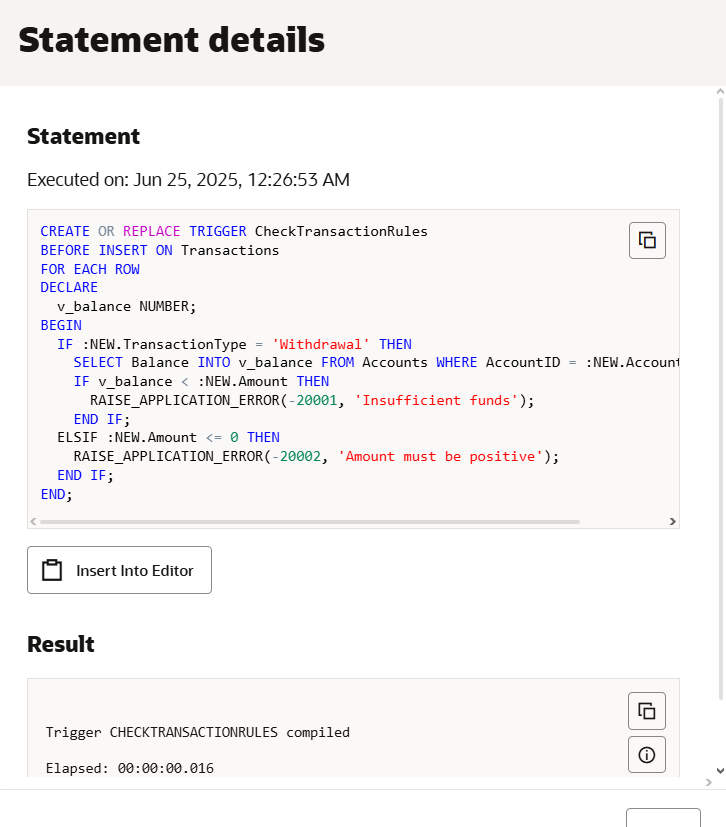 Statement details
Statement
Executed on: Jun 25, 2025, 12:26:53 AM
CREATE OR REPLACE TRIGGER CheckTransactionRules
BEFORE INSERT ON Transactions
FOR EACH ROW
DECLARE
  v_balance NUMBER;
BEGIN
  IF :NEW.TransactionType = 'Withdrawal' THEN
    SELECT Balance INTO v_balance FROM Accounts WHERE AccountID = :NEW.Account
    IF v_balance < :NEW.Amount THEN
      RAISE_APPLICATION_ERROR(-20001, 'Insufficient funds');
    END IF;
  ELSIF :NEW.Amount <= 0 THEN
    RAISE_APPLICATION_ERROR(-20002, 'Amount must be positive');
  END IF;
END;
Insert Into Editor
Result
Trigger CHECKTRANSACTIONRULES compiled
Elapsed: 00:00:00.016